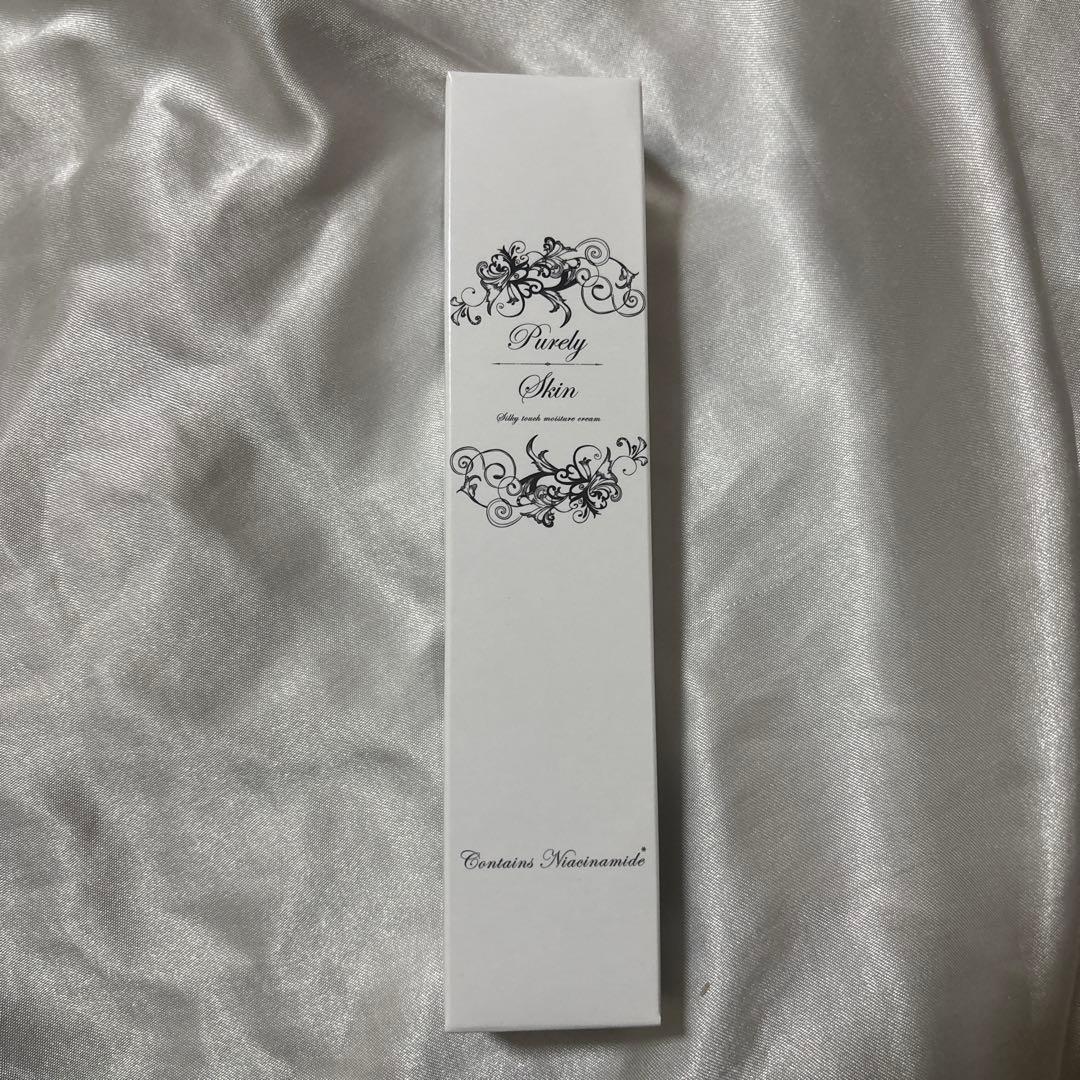 Purely
Skin
Silky touch moisture cream
Contains Niacinamide*